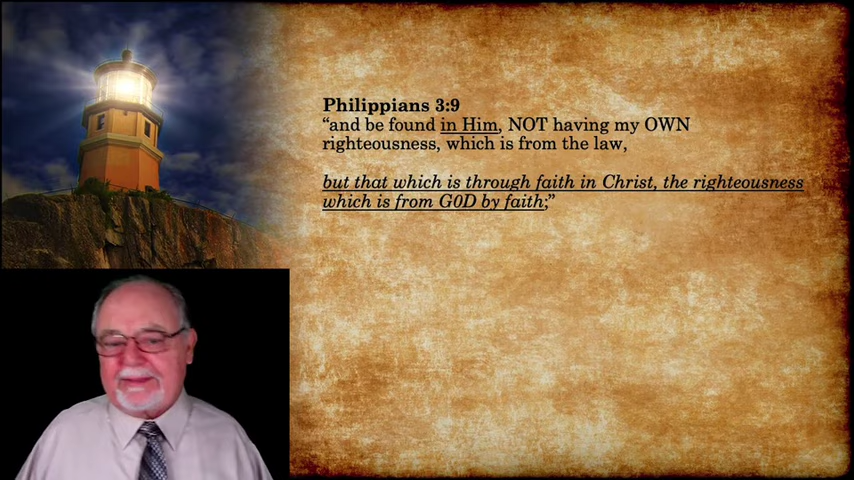 Philippians 3:9
“and be found in Him, NOT having my OWN
righteousness, which is from the law,
but that which is through faith in Christ, the righteousness
which is from G0D by faith;”